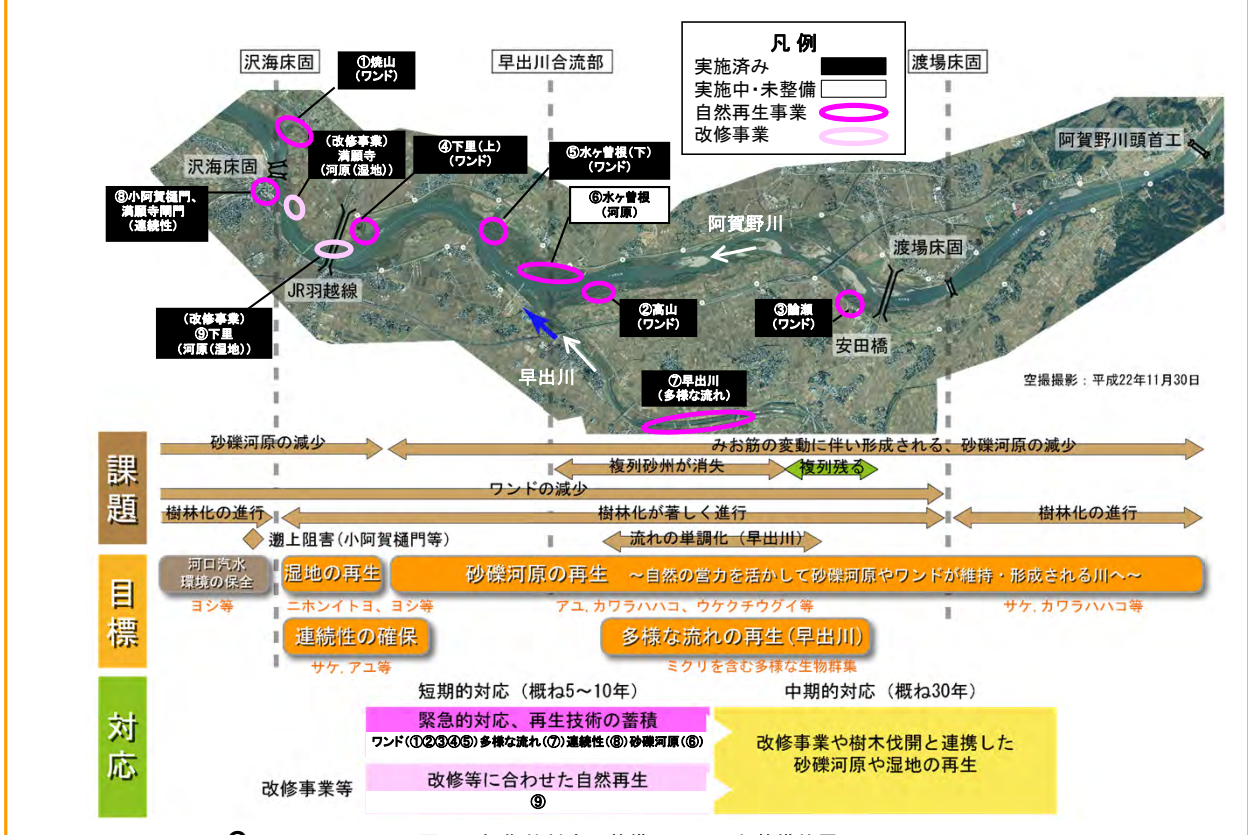 沢海床固
早出川合流部
渡場床固
凡 例
実施済み
実施中・未整備
自然再生事業
改修事業
①焼山
（ワンド）
（改修事業）
満願寺
（河原（湿地））
④下里（上）
（ワンド）
⑤水ヶ曽根（下）
（ワンド）
⑥水ヶ曽根
（河原）
阿賀野川頭首工
沢海床固
⑧小阿賀樋門、
満願寺閘門
（連続性）
阿賀野川
渡場床固
JR羽越線
②高山
（ワンド）
③論瀬
（ワンド）
安田橋
（改修事業）
⑨下里
（河原（湿地））
早出川
⑦早出川
（多様な流れ）
空撮撮影：平成22年11月30日
課題
砂礫河原の減少
みお筋の変動に伴い形成される、砂礫河原の減少
複列砂州が消失
複列残る
ワンドの減少
樹林化の進行
樹林化が著しく進行
樹林化の進行
遡上阻害（小阿賀樋門等）
流れの単調化（早出川）
目標
河口汽水
環境の保全
湿地の再生
砂礫河原の再生 ～自然の営力を活かして砂礫河原やワンドが維持・形成される川へ～
ヨシ等
ニホンイトヨ、ヨシ等
アユ、カワラハハコ、ウケクチウグイ等
サケ、カワラハハコ等
連続性の確保
多様な流れの再生（早出川）
サケ、アユ等
ミクリを含む多様な生物群集
対応
短期的対応（概ね5～10年）
中期的対応（概ね30年）
緊急的対応、再生技術の蓄積
ワンド（①②③④⑤）多様な流れ（⑦）連続性（⑧）砂礫河原（⑥）
改修事業や樹木伐開と連携した
砂礫河原や湿地の再生
改修事業等
改修等に合わせた自然再生
⑨